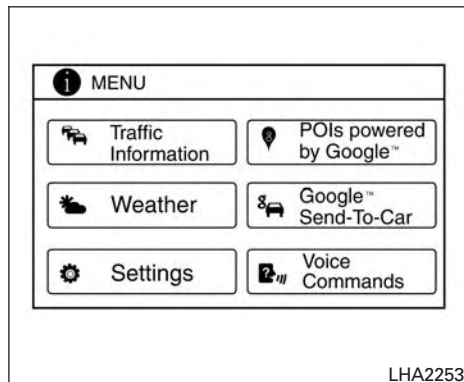 i MENU
Traffic
Information
POIs powered
by Google™
Weather
Google™
Send-To-Car
Settings
Voice
Commands
LHA2253